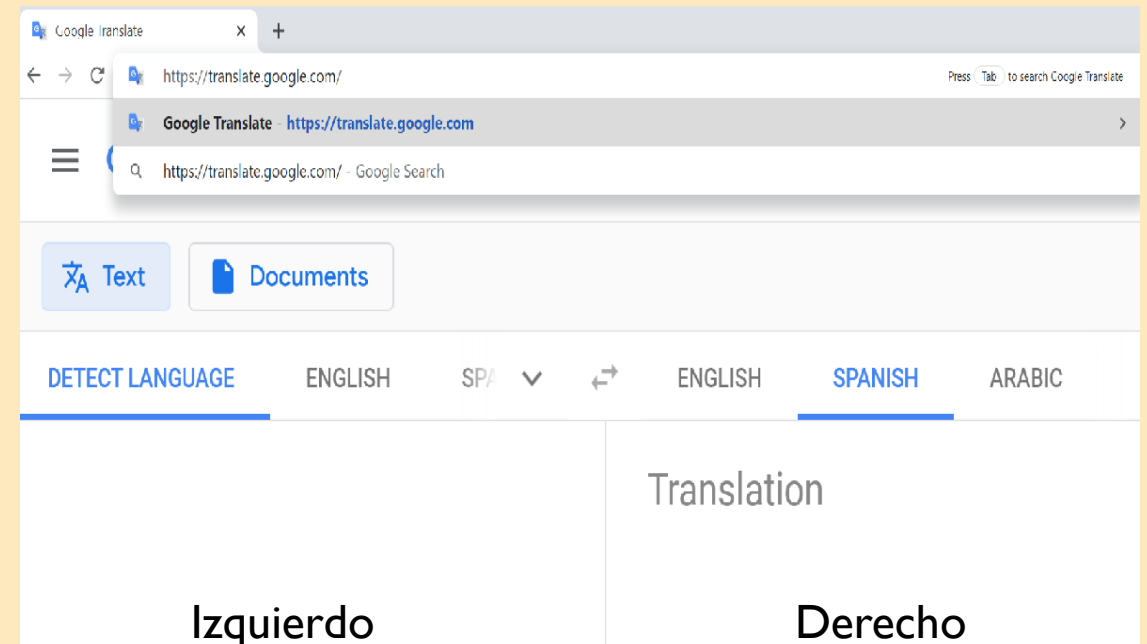 Google Translate
https://translate.google.com/ Press Tab to search Google Translate
Google Translate - https://translate.google.com
https://translate.google.com/ - Google Search
Text Documents
DETECT LANGUAGE ENGLISH ENGLISH SPANISH ARABIC
Translation
Izquierdo Derecho